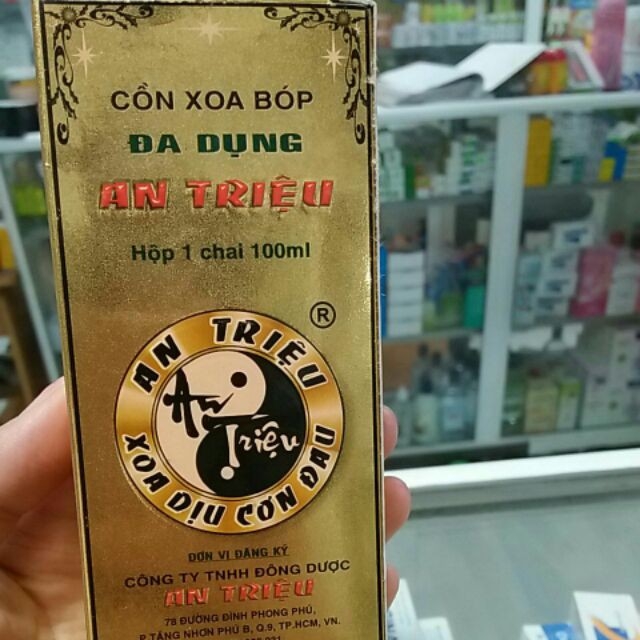 CỒN XOA BÓP
ĐA DỤNG
AN TRIỆU
Hộp 1 chai 100ml
®
AN TRIỆU
An
Triệu
XOA DỊU CƠN ĐAU
ĐƠN VỊ ĐĂNG KÝ
CÔNG TY TNHH ĐÔNG DƯỢC
AN TRIỆU
78 ĐƯỜNG ĐÌNH PHONG PHÚ,
P.TĂNG NHƠN PHÚ B, Q.9, TP.HCM, VN.